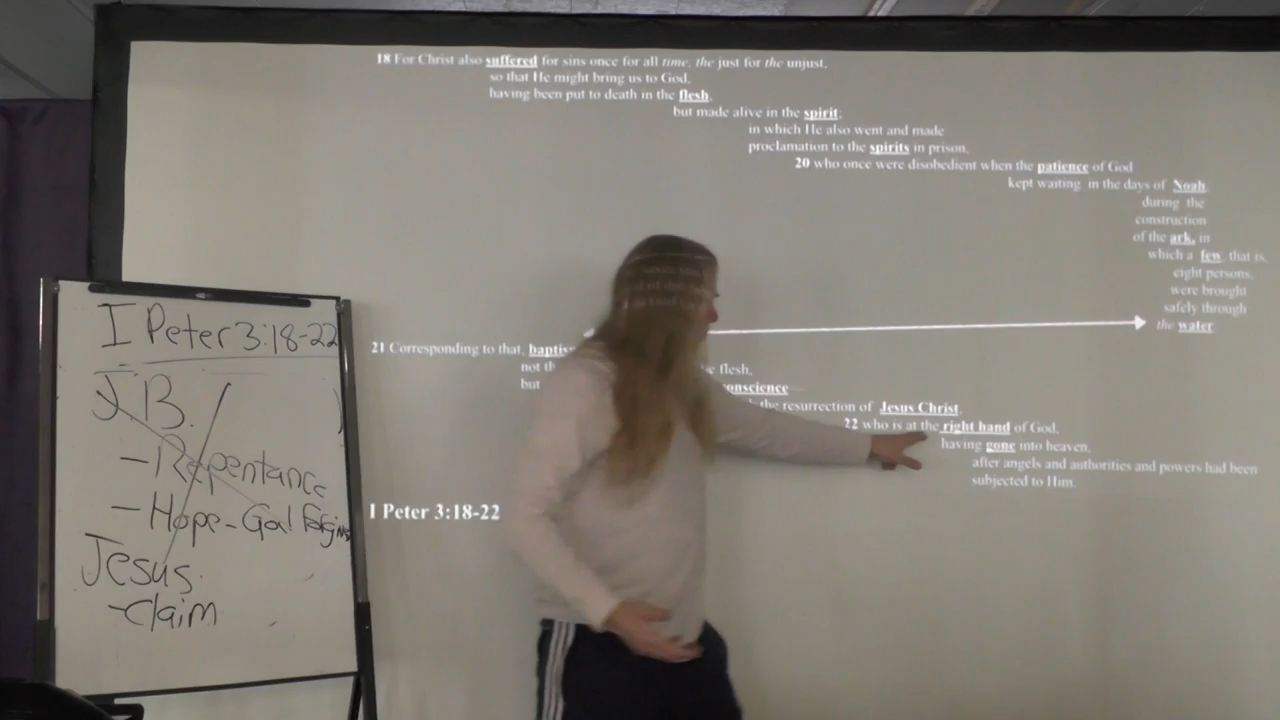 18 For Christ also suffered for sins once for all time, the just for the unjust,
so that He might bring us to God,
having been put to death in the flesh,
but made alive in the spirit;
in which He also went and made
proclamation to the spirits in prison,
20 who once were disobedient when the patience of God
kept waiting in the days of Noah,
during the
construction
of the ark, in
which a few, that is,
eight persons,
were brought
safely through
the water.
21 Corresponding to that, baptis
not th flesh,
but onscience
the resurrection of Jesus Christ,
22 who is at the right hand of God,
having gone into heaven,
after angels and authorities and powers had been
subjected to Him.
I Peter 3:18-22
I Peter 3:18-22
J B.
- Repentance
- Hope - 
Jesus.
- Claim